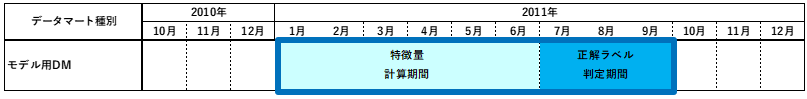 データマート種別 2010年 2011年
10月 11月 12月 1月 2月 3月 4月 5月 6月 7月 8月 9月 10月 11月 12月
モデル用DM
特徴量
計算期間
正解ラベル
判定期間